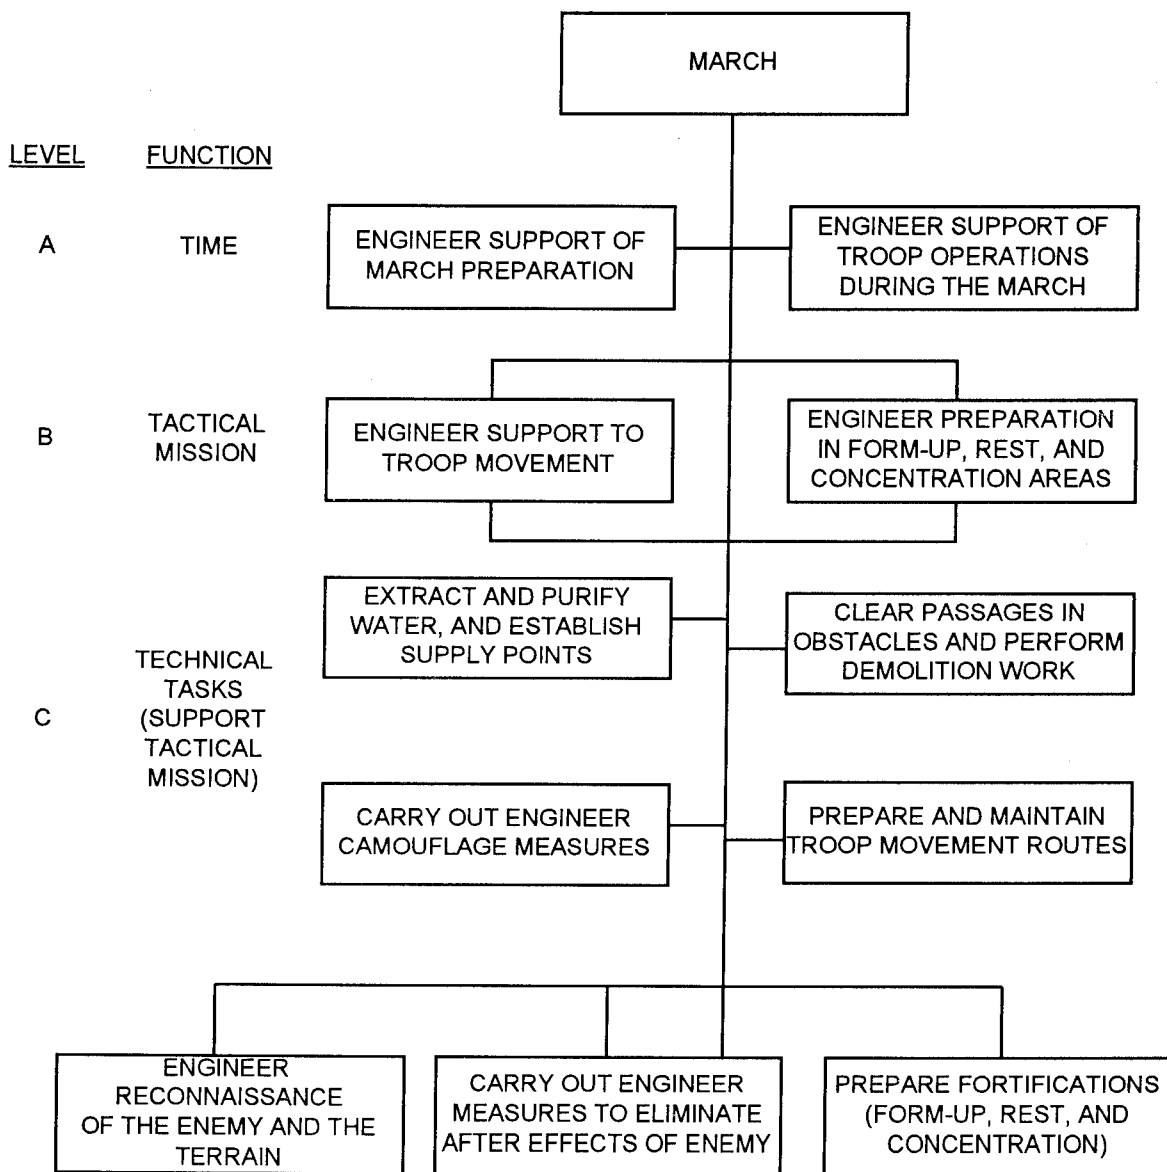 MARCH
LEVEL
FUNCTION
A
TIME
ENGINEER SUPPORT OF
MARCH PREPARATION
ENGINEER SUPPORT OF
TROOP OPERATIONS
DURING THE MARCH
B
TACTICAL
MISSION
ENGINEER SUPPORT TO
TROOP MOVEMENT
ENGINEER PREPARATION
IN FORM-UP, REST, AND
CONCENTRATION AREAS
C
TECHNICAL
TASKS
(SUPPORT
TACTICAL
MISSION)
EXTRACT AND PURIFY
WATER, AND ESTABLISH
SUPPLY POINTS
CLEAR PASSAGES IN
OBSTACLES AND PERFORM
DEMOLITION WORK
CARRY OUT ENGINEER
CAMOUFLAGE MEASURES
PREPARE AND MAINTAIN
TROOP MOVEMENT ROUTES
ENGINEER
RECONNAISSANCE
OF THE ENEMY AND THE
TERRAIN
CARRY OUT ENGINEER
MEASURES TO ELIMINATE
AFTER EFFECTS OF ENEMY
PREPARE FORTIFICATIONS
(FORM-UP, REST, AND
CONCENTRATION)